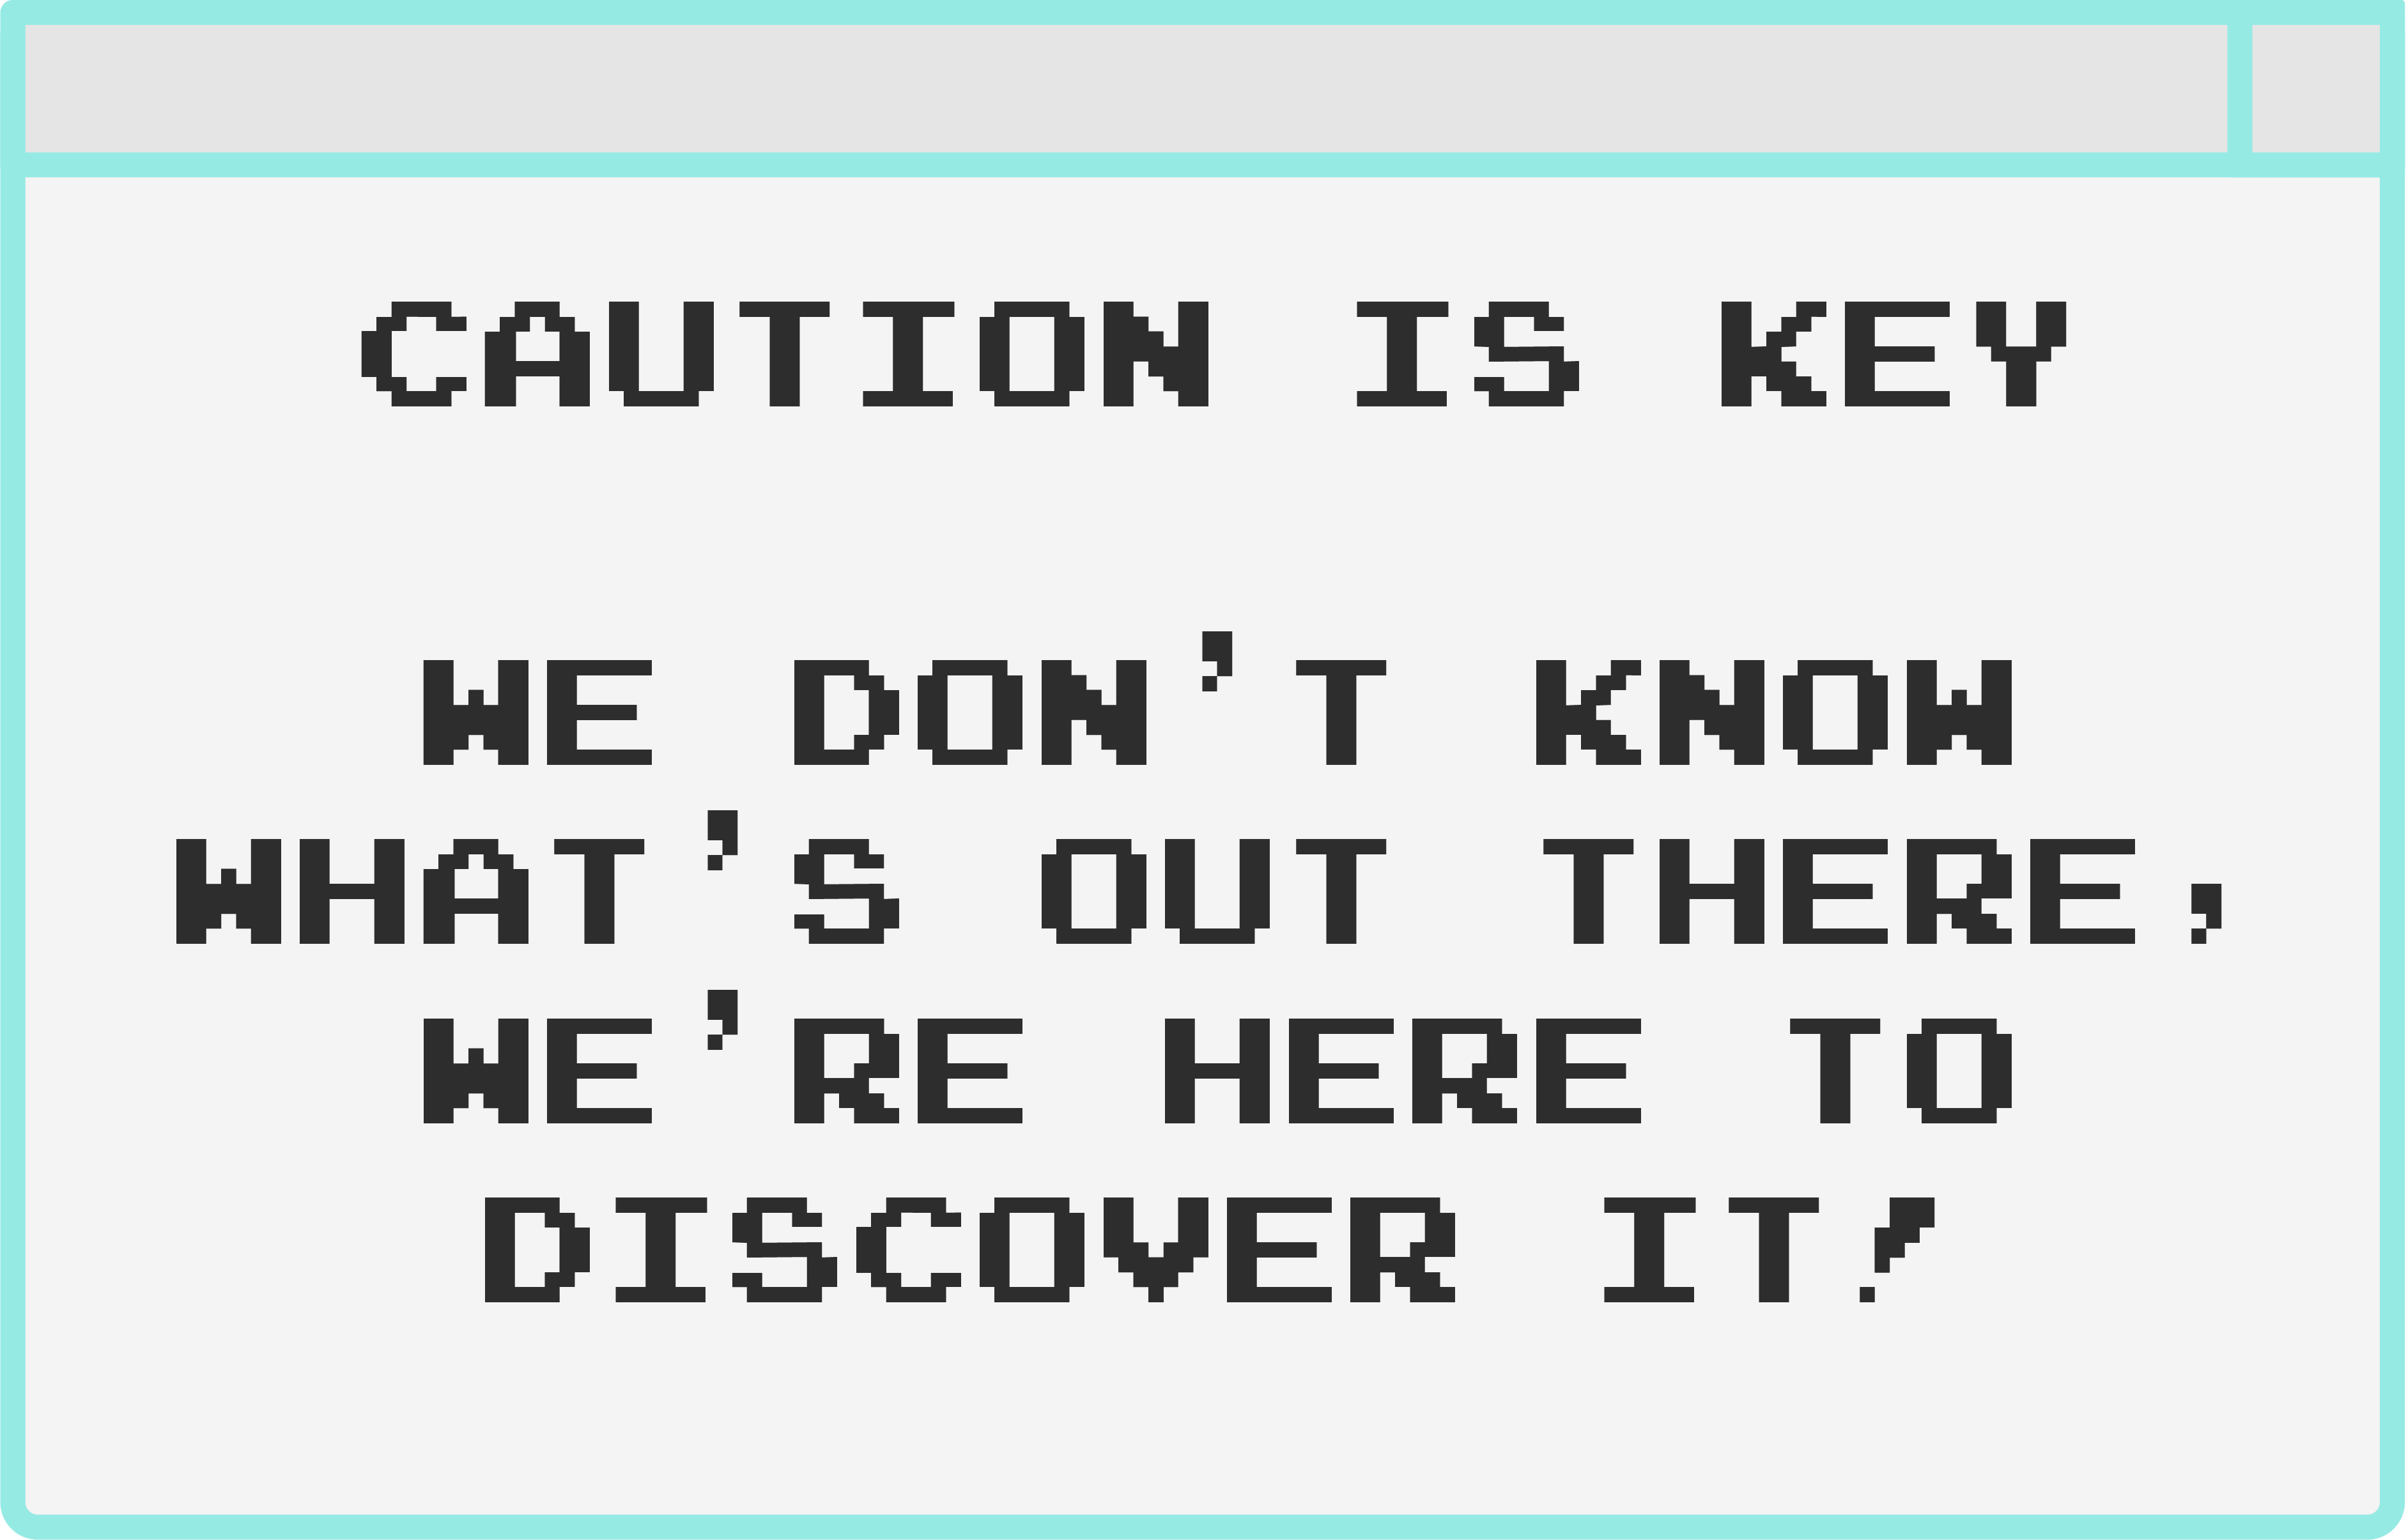 CAUTION IS KEY
WE DON'T KNOW
WHAT'S OUT THERE,
WE'RE HERE TO
DISCOVER IT!